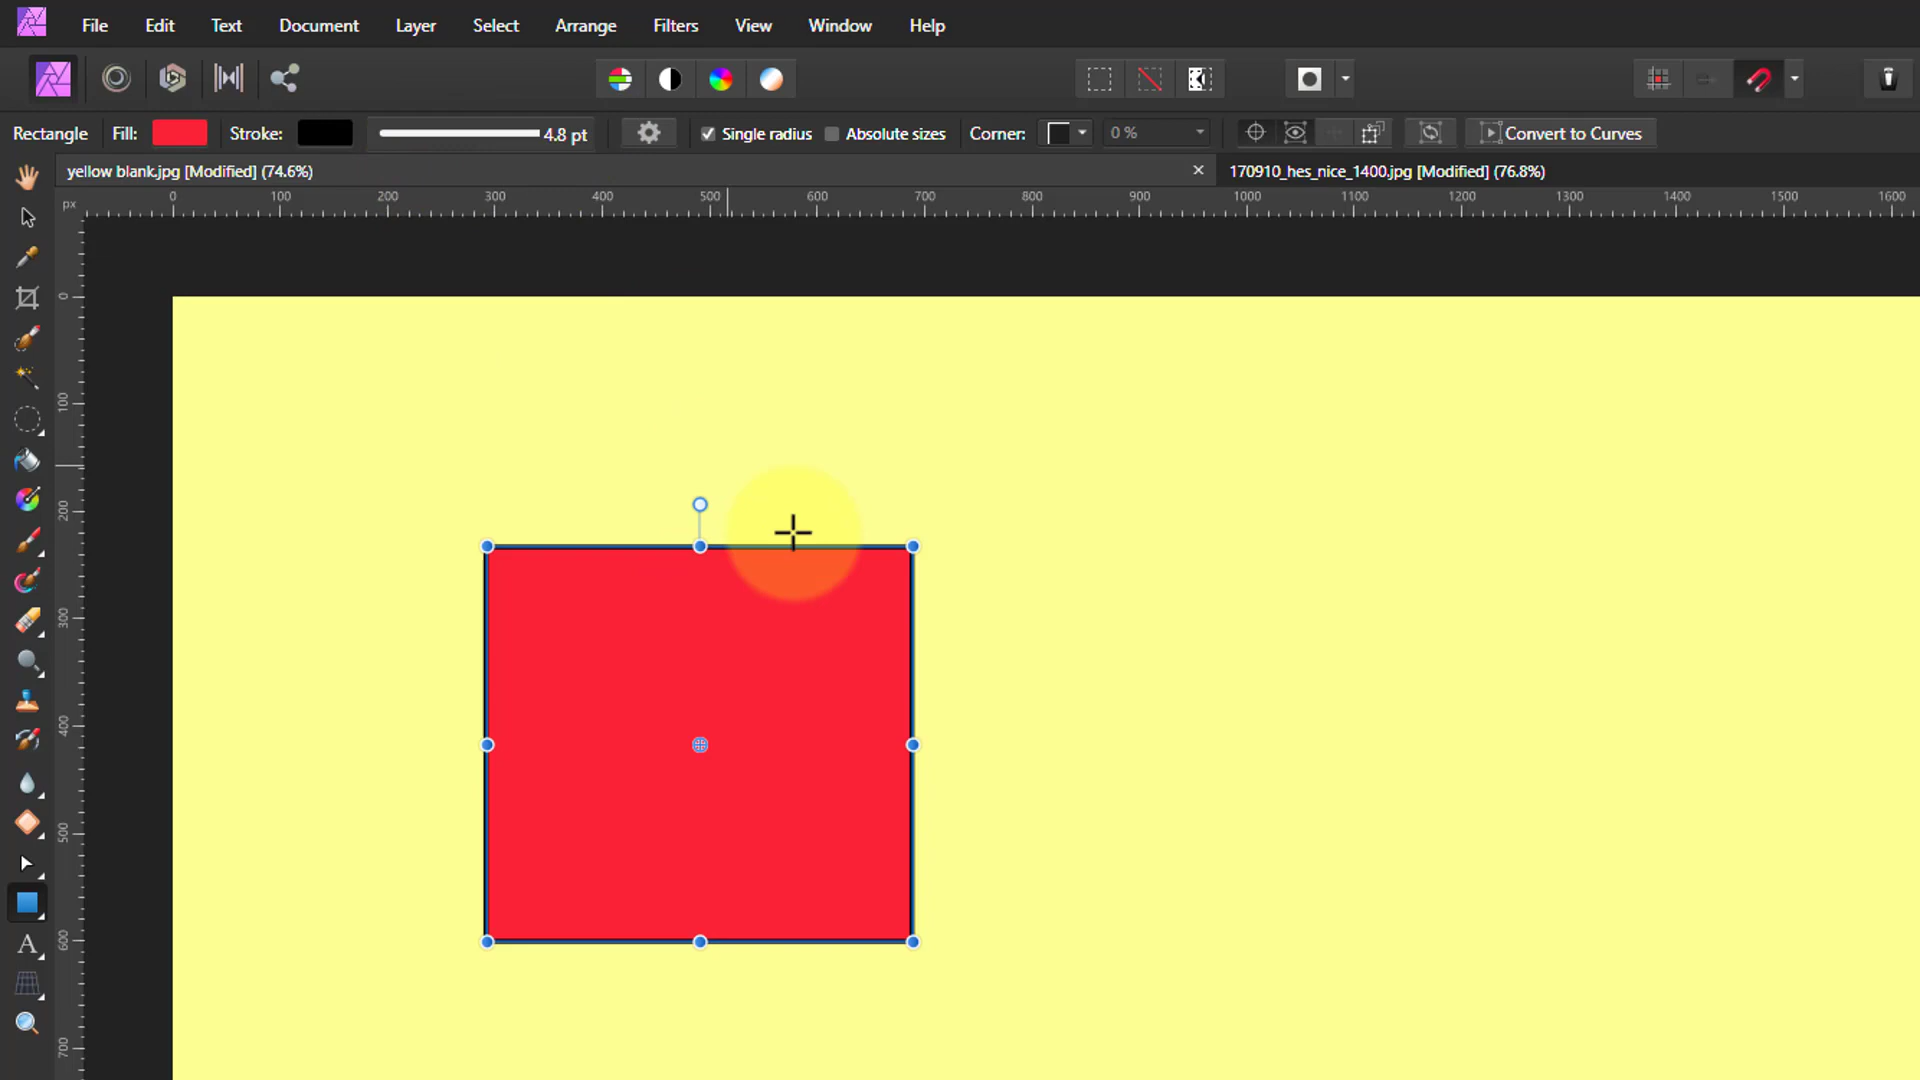 File Edit Text Document Layer Select Arrange Filters View Window Help
Rectangle Fill: Stroke: 4.8 pt Single radius Absolute sizes Corner: 0 % Convert to Curves
yellow blank.jpg [Modified] (74.6%) × 170910_hes_nice_1400.jpg [Modified] (76.8%)
px 0 100 200 300 400 500 600 700 800 900 1000 1100 1200 1300 1400 1500 1600
0
100
200
300
400
500
600
700
A